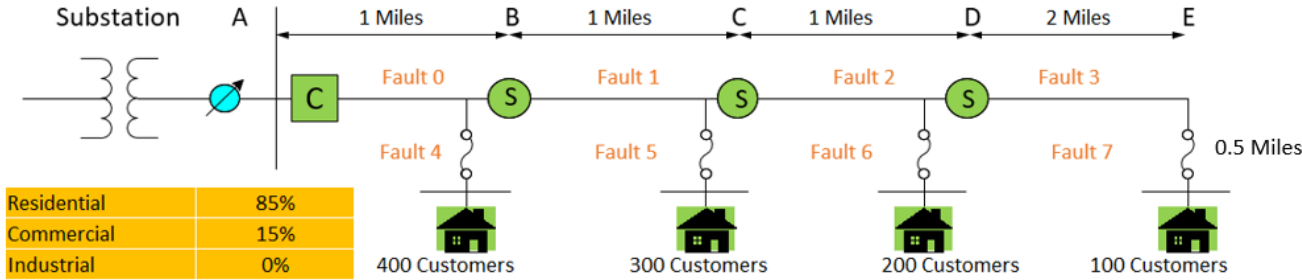 Substation A 1 Miles B 1 Miles C 1 Miles D 2 Miles E
Fault 0 Fault 1 Fault 2 Fault 3
C S S S
Fault 4 Fault 5 Fault 6 Fault 7 0.5 Miles
Residential 85%
Commercial 15%
Industrial 0%
400 Customers 300 Customers 200 Customers 100 Customers